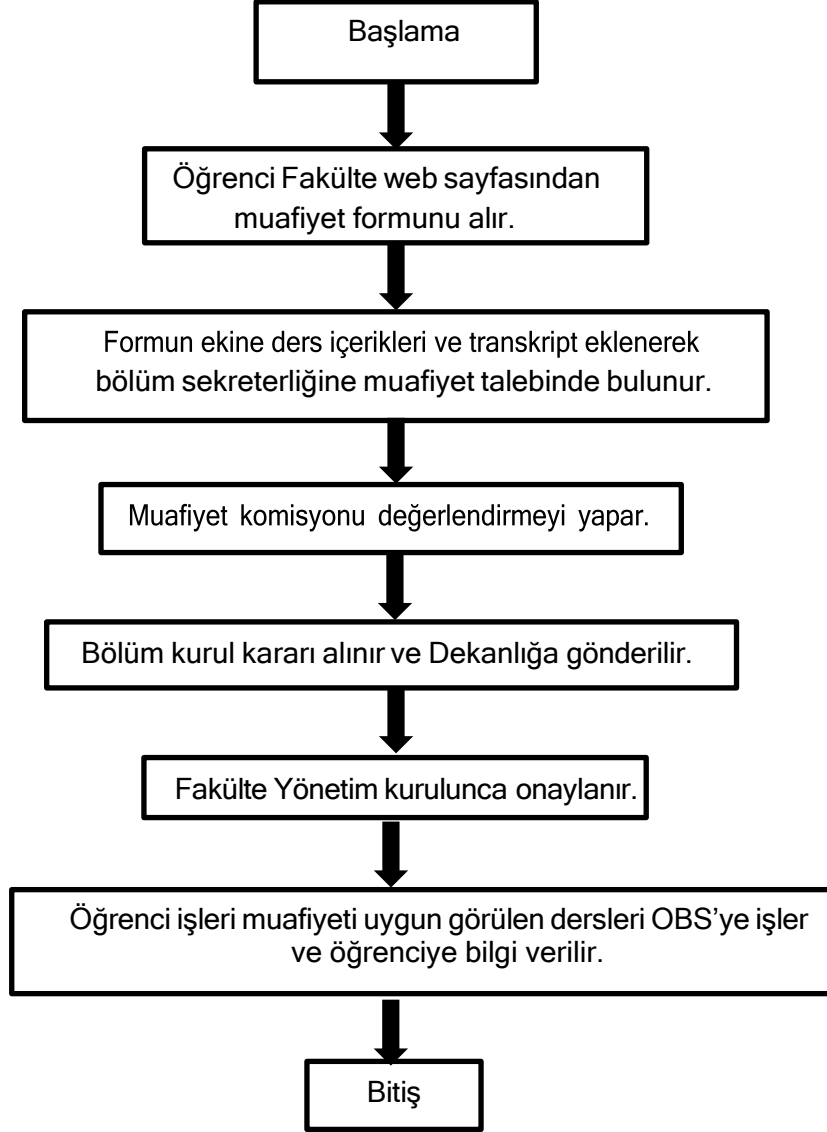 Başlama
Öğrenci Fakülte web sayfasından
muafiyet formunu alır.
Formun ekine ders içerikleri ve transkript eklenerek
bölüm sekreterliğine muafiyet talebinde bulunur.
Muafiyet komisyonu değerlendirmeyi yapar.
Bölüm kurul kararı alınır ve Dekanlığa gönderilir.
Fakülte Yönetim kurulunca onaylanır.
Öğrenci işleri muafiyeti uygun görülen dersleri OBS’ye işler
ve öğrenciye bilgi verilir.
Bitiş